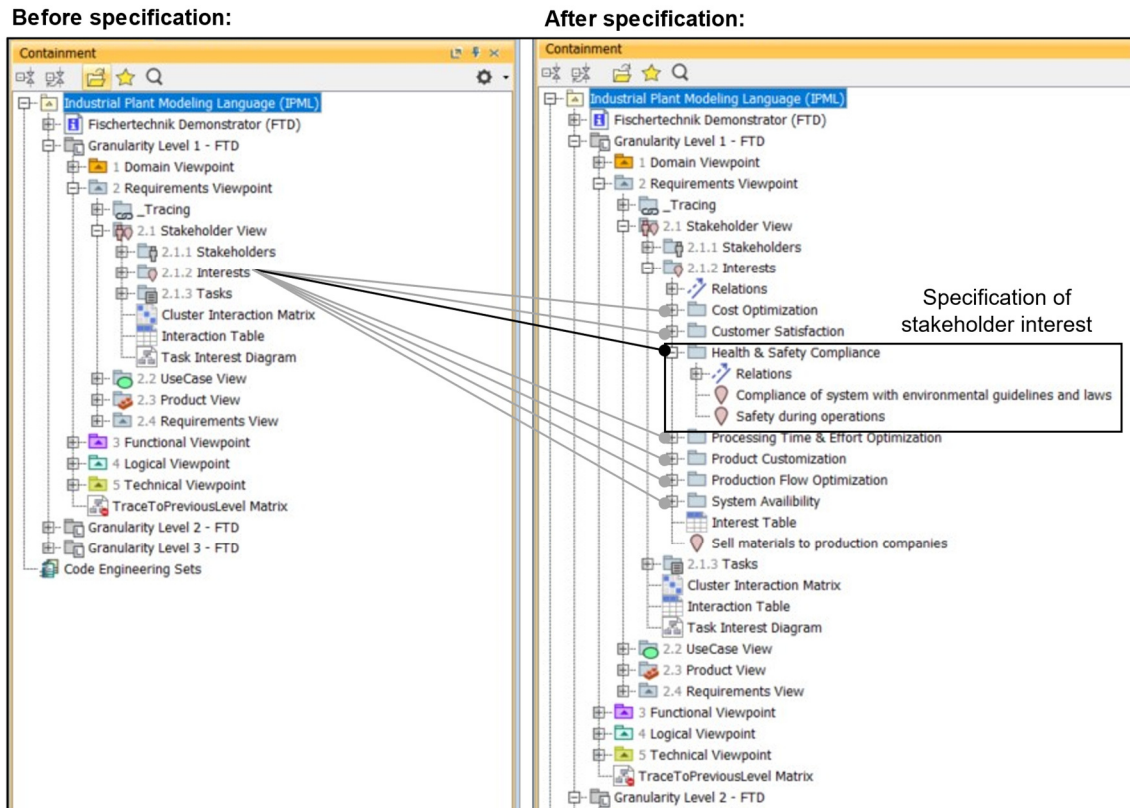 Before specification:
Containment
Industrial Plant Modeling Language (IPML)
Fischertechnik Demonstrator (FTD)
Granularity Level 1 - FTD
1 Domain Viewpoint
2 Requirements Viewpoint
_Tracing
2.1 Stakeholder View
2.1.1 Stakeholders
2.1.2 Interests
2.1.3 Tasks
Cluster Interaction Matrix
Interaction Table
Task Interest Diagram
2.2 UseCase View
2.3 Product View
2.4 Requirements View
3 Functional Viewpoint
4 Logical Viewpoint
5 Technical Viewpoint
TraceToPreviousLevel Matrix
Granularity Level 2 - FTD
Granularity Level 3 - FTD
Code Engineering Sets
After specification:
Containment
Industrial Plant Modeling Language (IPML)
Fischertechnik Demonstrator (FTD)
Granularity Level 1 - FTD
1 Domain Viewpoint
2 Requirements Viewpoint
_Tracing
2.1 Stakeholder View
2.1.1 Stakeholders
2.1.2 Interests
Relations
Cost Optimization
Customer Satisfaction
Specification of
stakeholder interest
Health & Safety Compliance
Relations
Compliance of system with environmental guidelines and laws
Safety during operations
Processing Time & Effort Optimization
Product Customization
Production Flow Optimization
System Availibility
Interest Table
Sell materials to production companies
2.1.3 Tasks
Cluster Interaction Matrix
Interaction Table
Task Interest Diagram
2.2 UseCase View
2.3 Product View
2.4 Requirements View
3 Functional Viewpoint
4 Logical Viewpoint
5 Technical Viewpoint
TraceToPreviousLevel Matrix
Granularity Level 2 - FTD